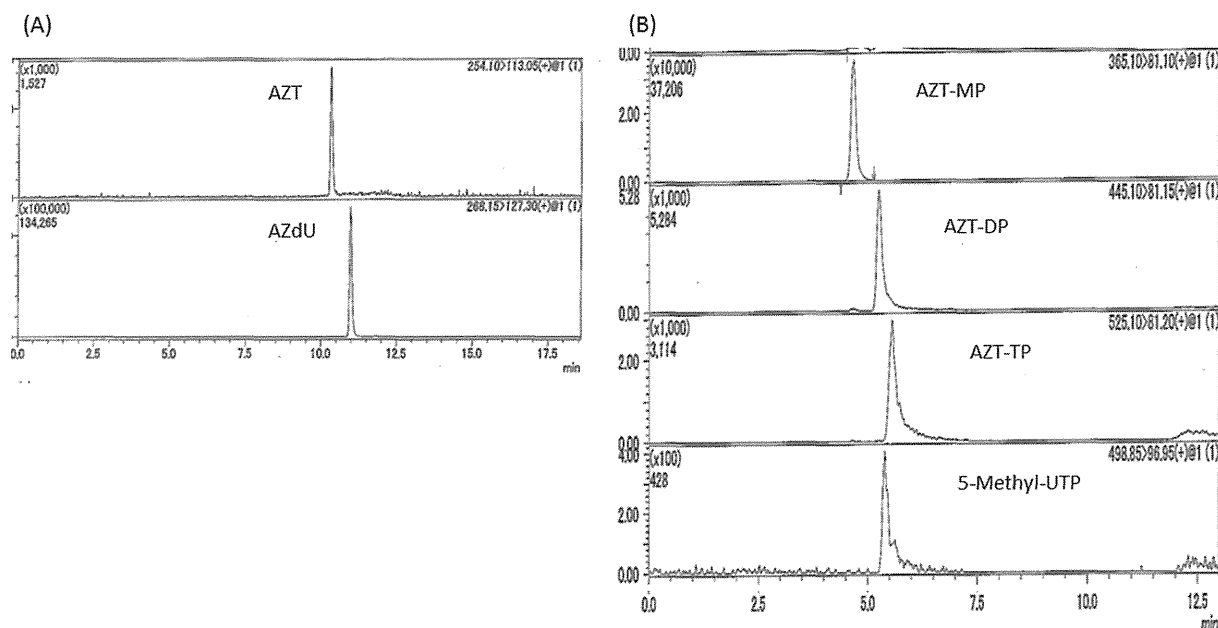 (A)
(x1,000)
1,527
254.10>113.05(+)@1 (1)
AZT
(x100,000)
134,265
268.15>127.30(+)@1 (1)
AZdU
0.0 2.5 5.0 7.5 10.0 12.5 15.0 17.5
min
(B)
0.00
(x10,000)
37,206
365.10>81.10(+)@1 (1)
AZT-MP
2.00
0.00
5.28
(x1,000)
5,284
445.10>81.15(+)@1 (1)
AZT-DP
0.00
(x1,000)
3,114
525.10>81.20(+)@1 (1)
AZT-TP
2.00
0.00
4.00
(x100)
428
498.85>96.95(+)@1 (1)
5-Methyl-UTP
2.00
0.00
0.0 2.5 5.0 7.5 10.0 12.5
min